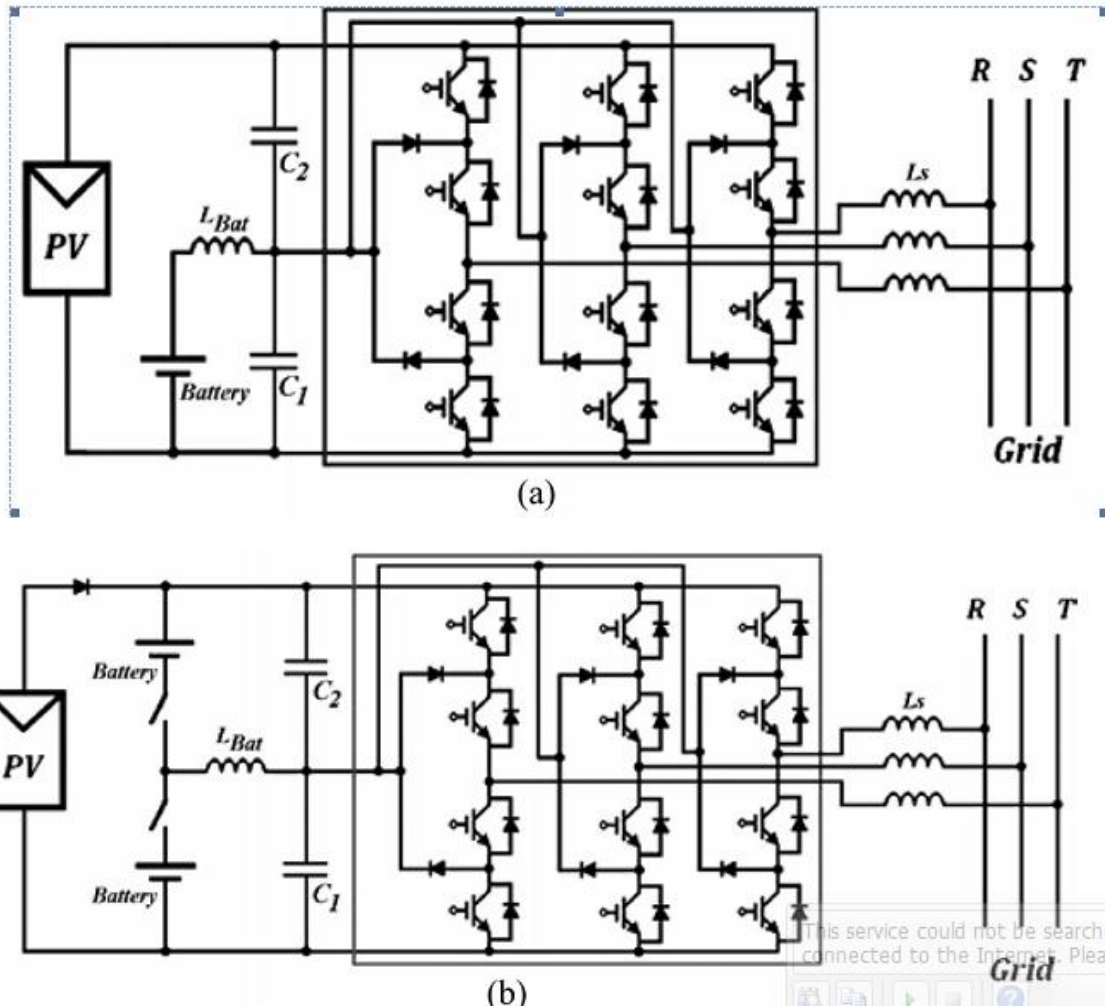 R S T
C2
Ls
LBat
PV
Battery
C1
Grid
(a)
R S T
Battery
C2
Ls
LBat
PV
Battery
C1
This service could not be search
connected to the Internet. Plea
Grid
(b)